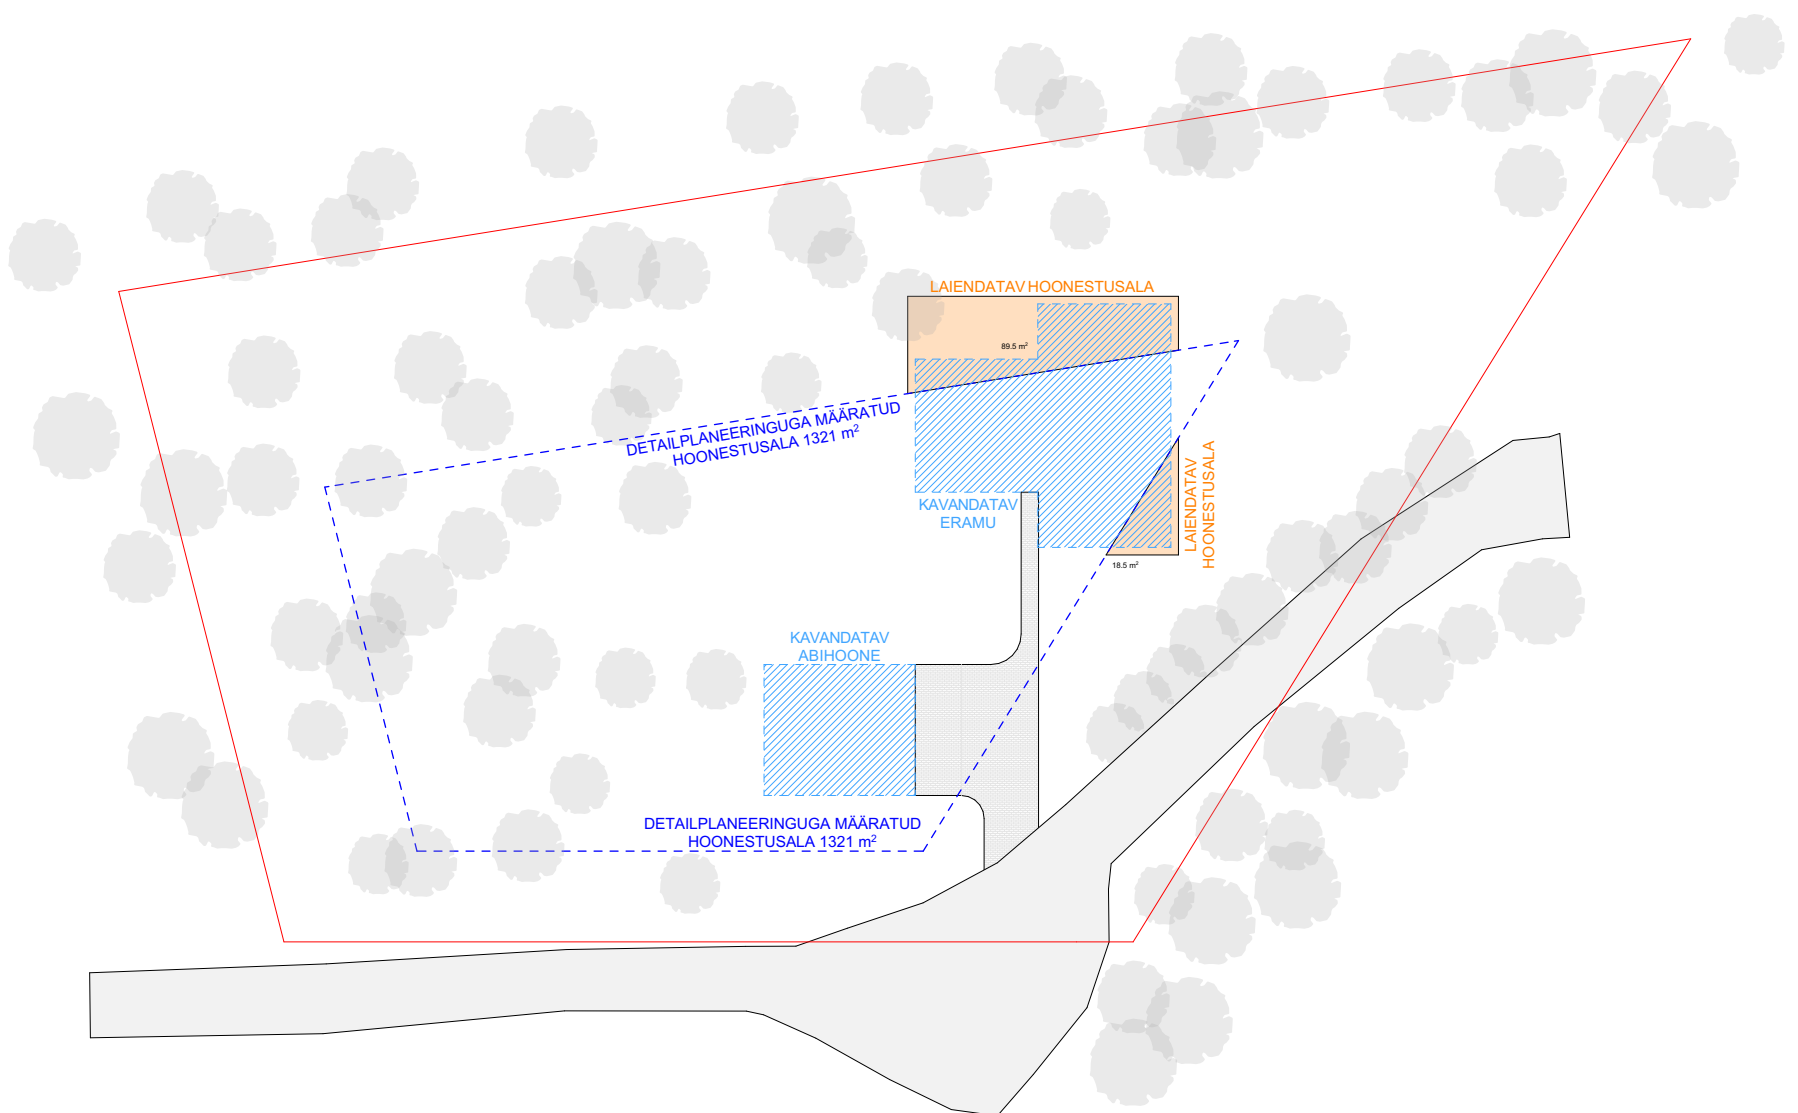 LAIENDATAV HOONESTUSALA
89.5 m²
DETAILPLANEERINGUGA MÄÄRATUD
HOONESTUSALA 1321 m²
LAIENDATAV
HOONESTUSALA
KAVANDATAV
ERAMU
18.5 m²
KAVANDATAV
ABIHOONE
DETAILPLANEERINGUGA MÄÄRATUD
HOONESTUSALA 1321 m²